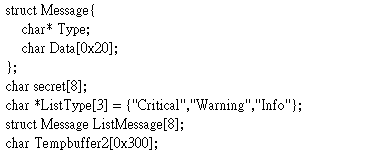 struct Message{
char* Type;
char Data[0x20];
};
char secret[8];
char *ListType[3] = {"Critical","Warning","Info"};
struct Message ListMessage[8];
char Tempbuffer2[0x300];